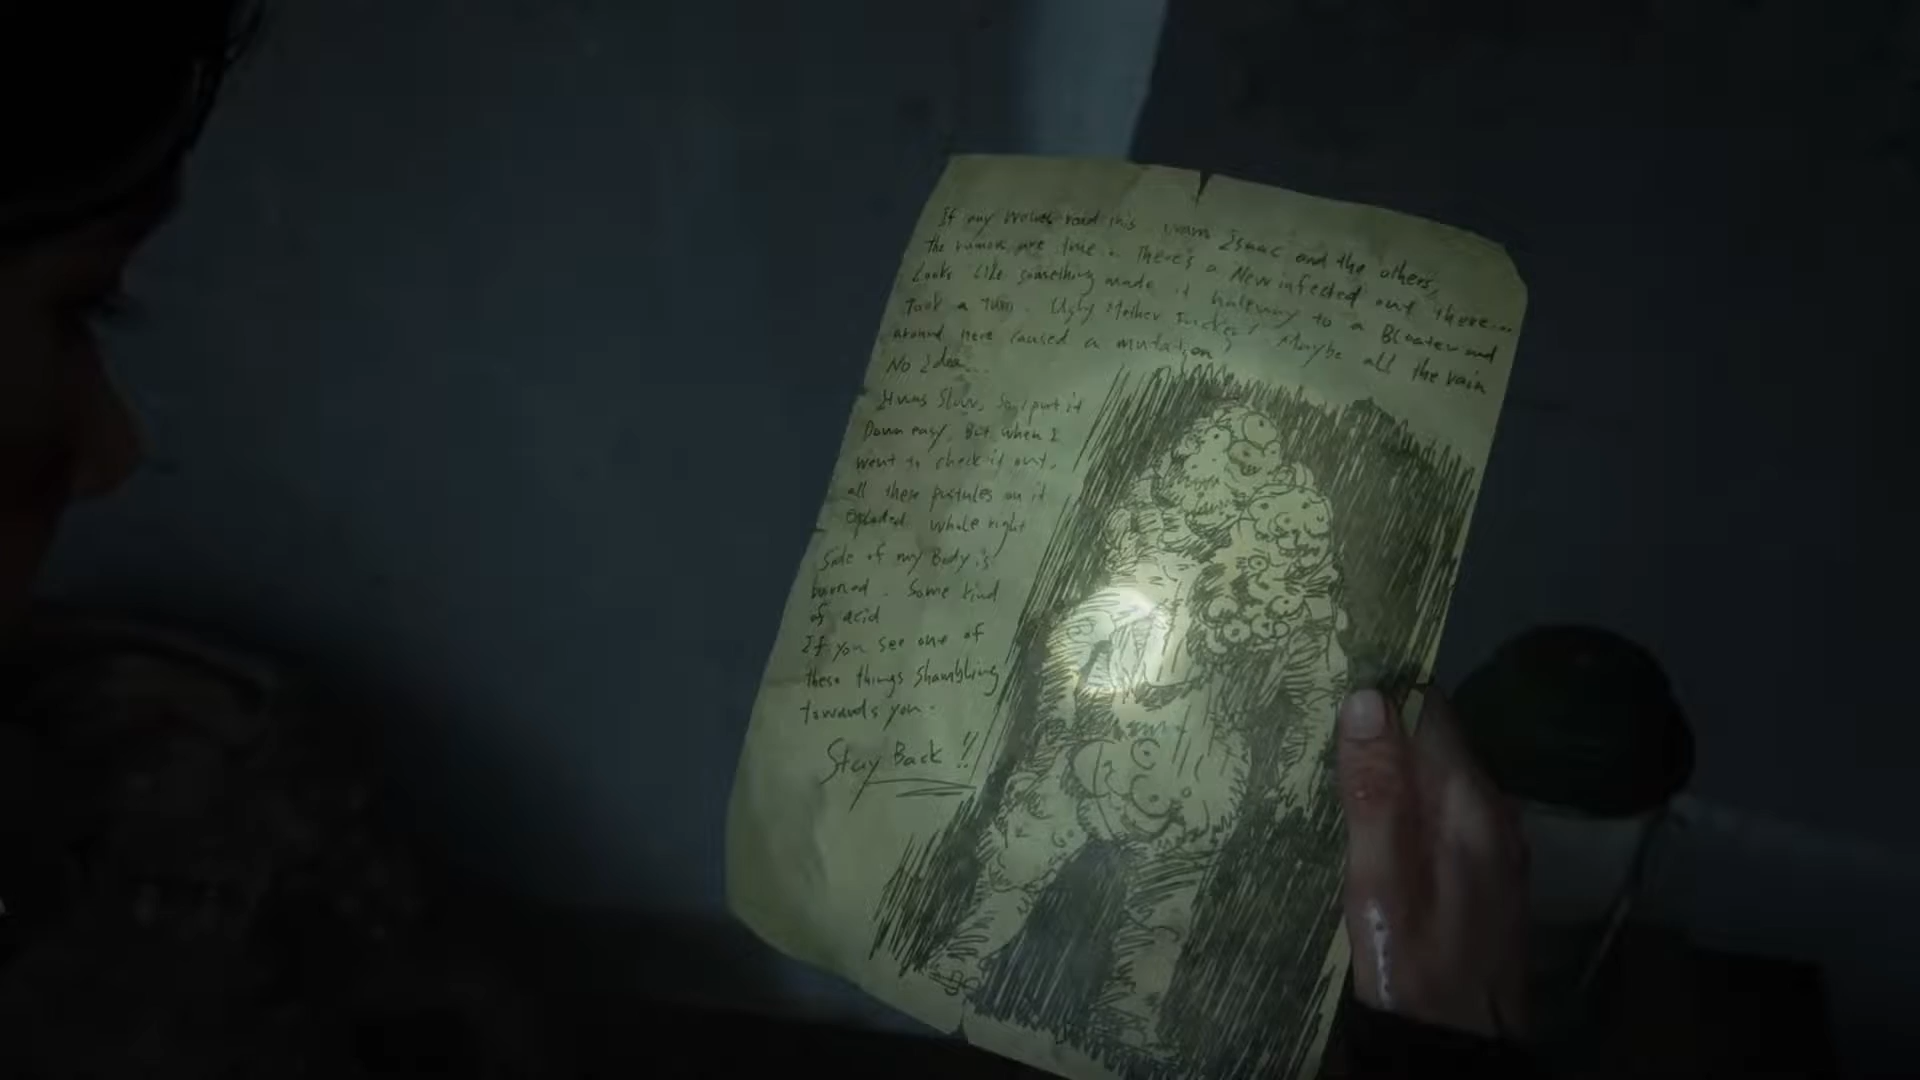 If any Wolves read this, warn Isaac and the others,
the rumors are true.. There's a New infected out there...
Looks like something made it halfway to a Bloater and
Took a turn. Ugly Mother Fucker! Maybe all the rain
around here caused a mutation?
No Idea...
It was Slow, so I put it
Down easy, But when I
went to check it out,
all these pustules on it
Exploded. Whole right
Side of my Body is
burned. Some kind
of acid
If you see one of
these things Shambling
towards you.
Stay Back!!